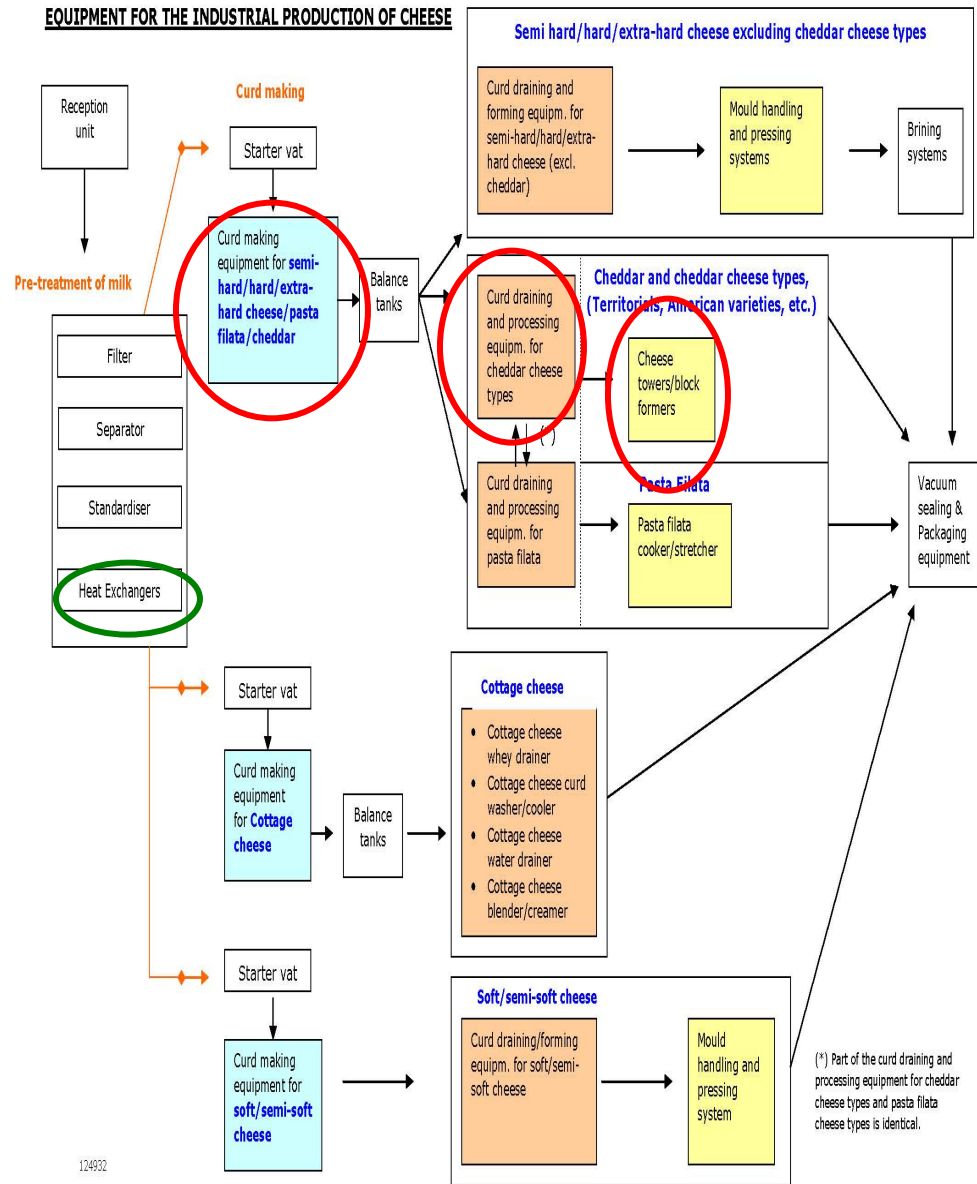 EQUIPMENT FOR THE INDUSTRIAL PRODUCTION OF CHEESE
Reception
unit
Pre-treatment of milk
Filter
Separator
Standardiser
Heat Exchangers
Curd making
Starter vat
Curd making
equipment for semi-
hard/hard/extra-
hard cheese/pasta
filata/cheddar
Balance
tanks
Semi hard/hard/extra-hard cheese excluding cheddar cheese types
Curd draining and
forming equipm. for
semi-hard/hard/extra-
hard cheese (excl.
cheddar)
Mould handling
and pressing
systems
Brining
systems
Cheddar and cheddar cheese types,
(Territorials, American varieties, etc.)
Curd draining
and processing
equipm. for
cheddar cheese
types
Cheese
towers/block
formers
(*)
Pasta Filata
Curd draining
and processing
equipm. for
pasta filata
Pasta filata
cooker/stretcher
Vacuum
sealing &
Packaging
equipment
Starter vat
Curd making
equipment
for Cottage
cheese
Balance
tanks
Cottage cheese
• Cottage cheese
whey drainer
• Cottage cheese curd
washer/cooler
• Cottage cheese
water drainer
• Cottage cheese
blender/creamer
Starter vat
Curd making
equipment for
soft/semi-soft
cheese
Soft/semi-soft cheese
Curd draining/forming
equipm. for soft/semi-
soft cheese
Mould
handling and
pressing
system
(*) Part of the curd draining and
processing equipment for cheddar
cheese types and pasta filata
cheese types is identical.
124932